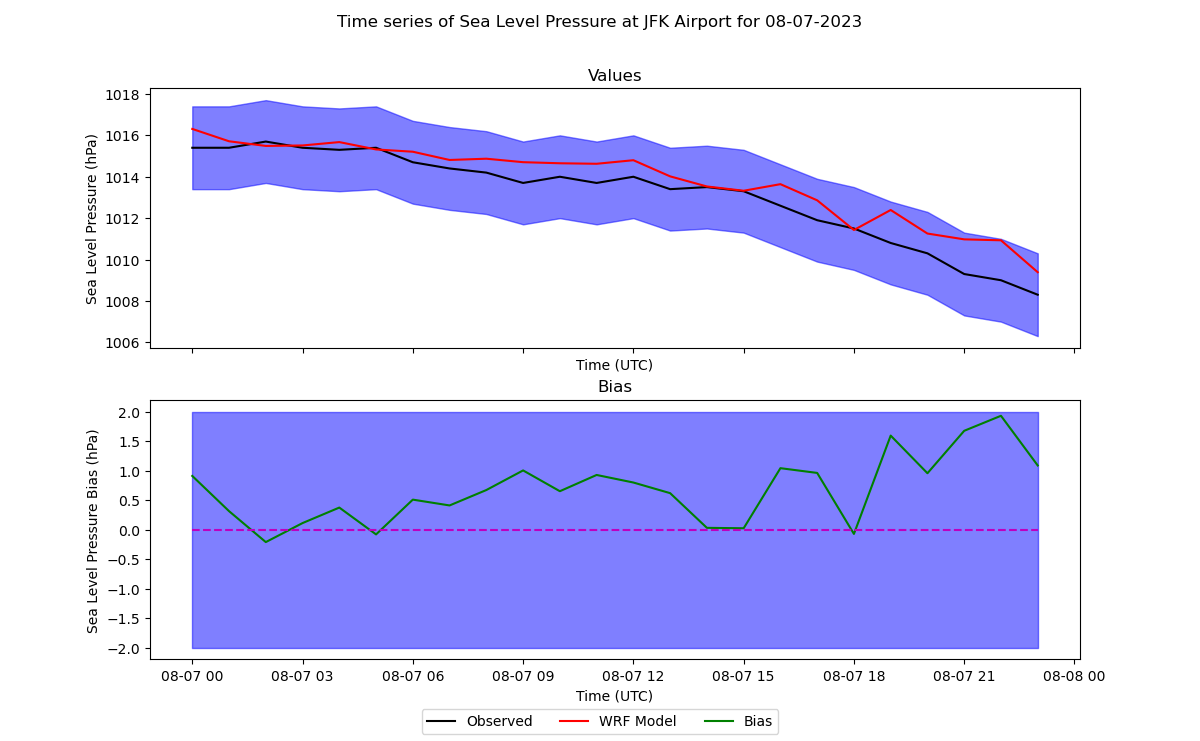 Time series of Sea Level Pressure at JFK Airport for 08-07-2023
Values
Sea Level Pressure (hPa)
1018
1016
1014
1012
1010
1008
1006
Time (UTC)
Bias
Sea Level Pressure Bias (hPa)
2.0
1.5
1.0
0.5
0.0
−0.5
−1.0
−1.5
−2.0
08-07 00 08-07 03 08-07 06 08-07 09 08-07 12 08-07 15 08-07 18 08-07 21 08-08 00
Time (UTC)
Observed WRF Model Bias